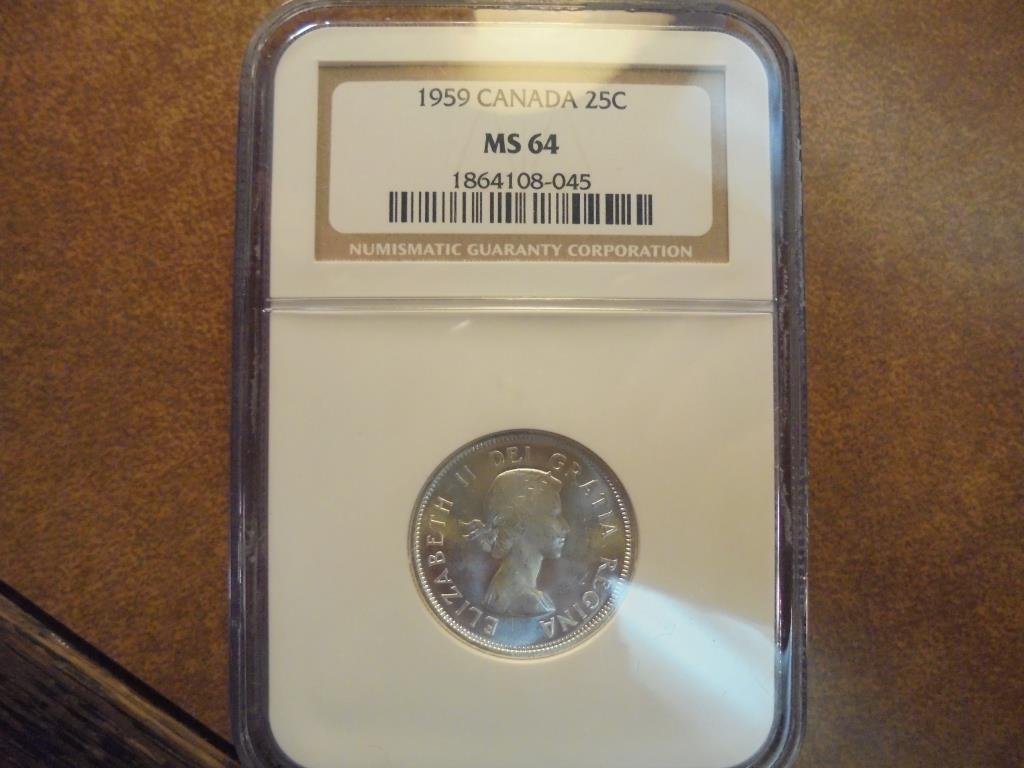 1959 CANADA 25C
MS 64
1864108-045
NUMISMATIC GUARANTY CORPORATION
ELIZABETH II DEI GRATIA REGINA